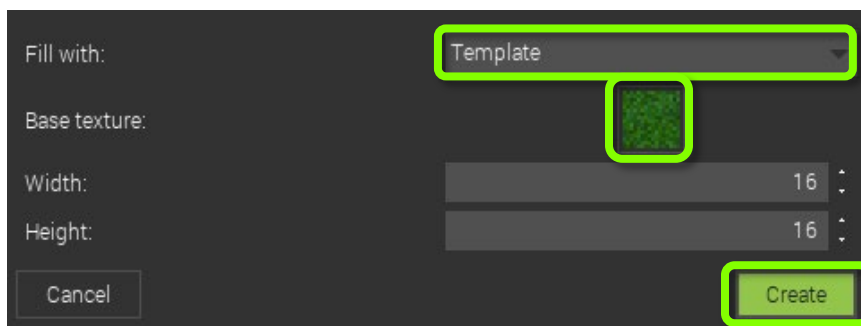 Fill with: Template
Base texture:
Width: 16
Height: 16
Cancel Create